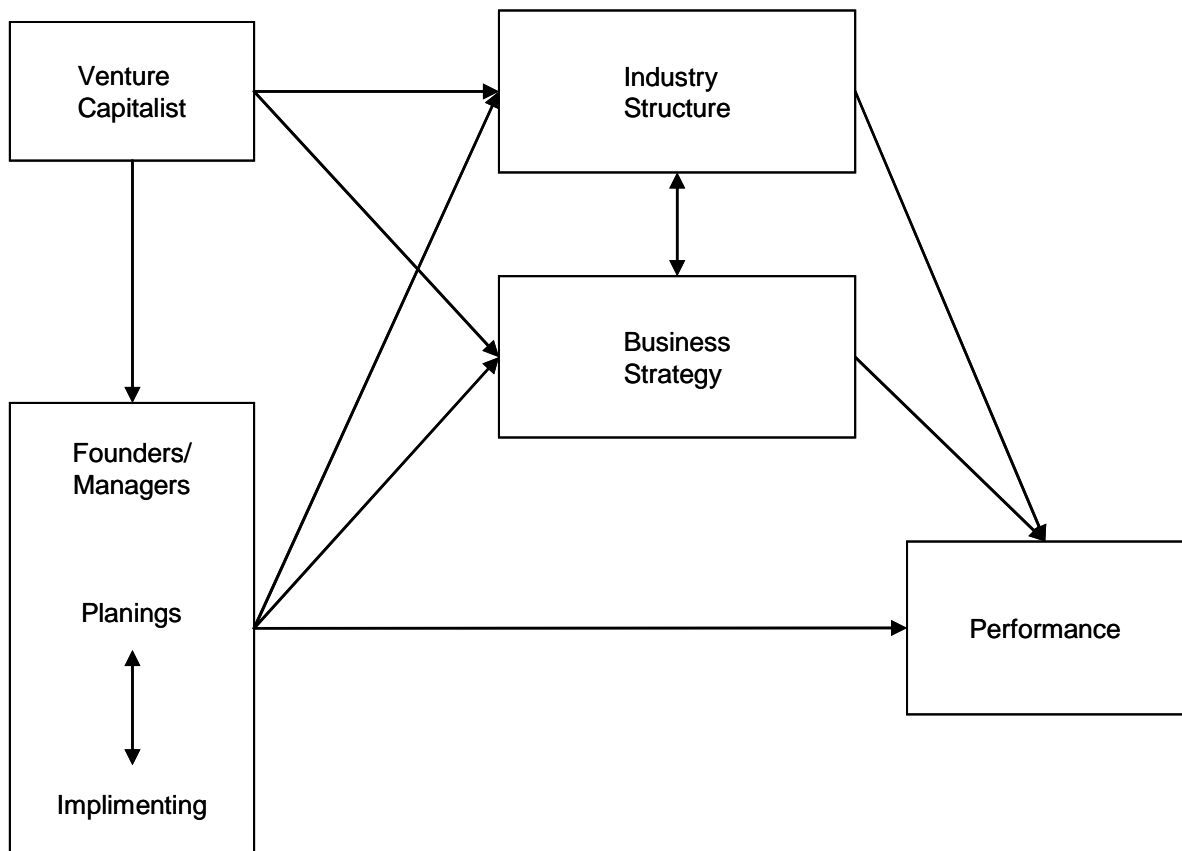 Venture
Capitalist
Industry
Structure
Business
Strategy
Founders/
Managers
Planings
Implimenting
Performance